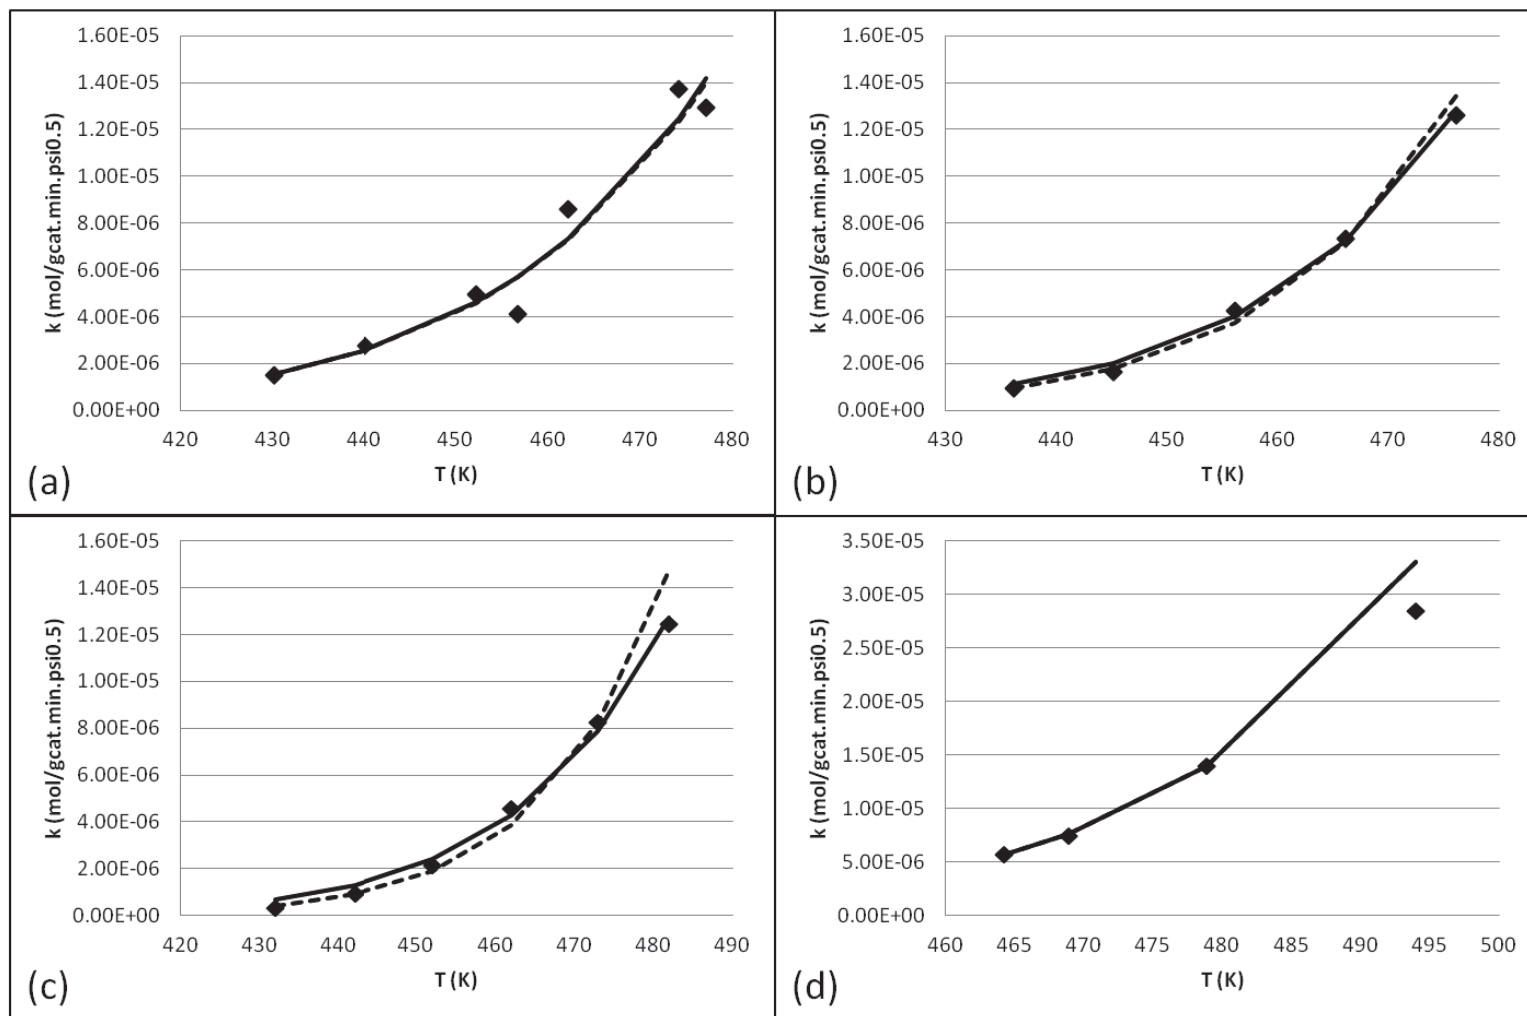 1.60E-05
1.40E-05
1.20E-05
1.00E-05
8.00E-06
6.00E-06
4.00E-06
2.00E-06
0.00E+00
k (mol/gcat.min.psi0.5)
420 430 440 450 460 470 480
T (K)
(a)
1.60E-05
1.40E-05
1.20E-05
1.00E-05
8.00E-06
6.00E-06
4.00E-06
2.00E-06
0.00E+00
k (mol/gcat.min.psi0.5)
430 440 450 460 470 480
T (K)
(b)
1.60E-05
1.40E-05
1.20E-05
1.00E-05
8.00E-06
6.00E-06
4.00E-06
2.00E-06
0.00E+00
k (mol/gcat.min.psi0.5)
420 430 440 450 460 470 480 490
T (K)
(c)
3.50E-05
3.00E-05
2.50E-05
2.00E-05
1.50E-05
1.00E-05
5.00E-06
0.00E+00
k (mol/gcat.min.psi0.5)
460 465 470 475 480 485 490 495 500
T (K)
(d)